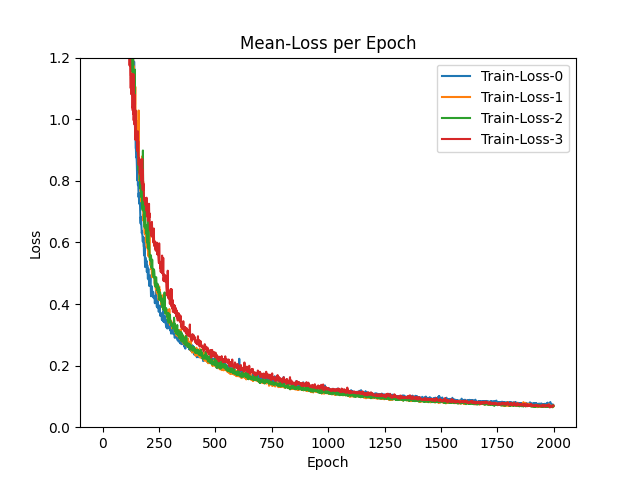 Mean-Loss per Epoch
1.2
1.0
0.8
0.6
0.4
0.2
0.0
Loss
Train-Loss-0
Train-Loss-1
Train-Loss-2
Train-Loss-3
0 250 500 750 1000 1250 1500 1750 2000
Epoch